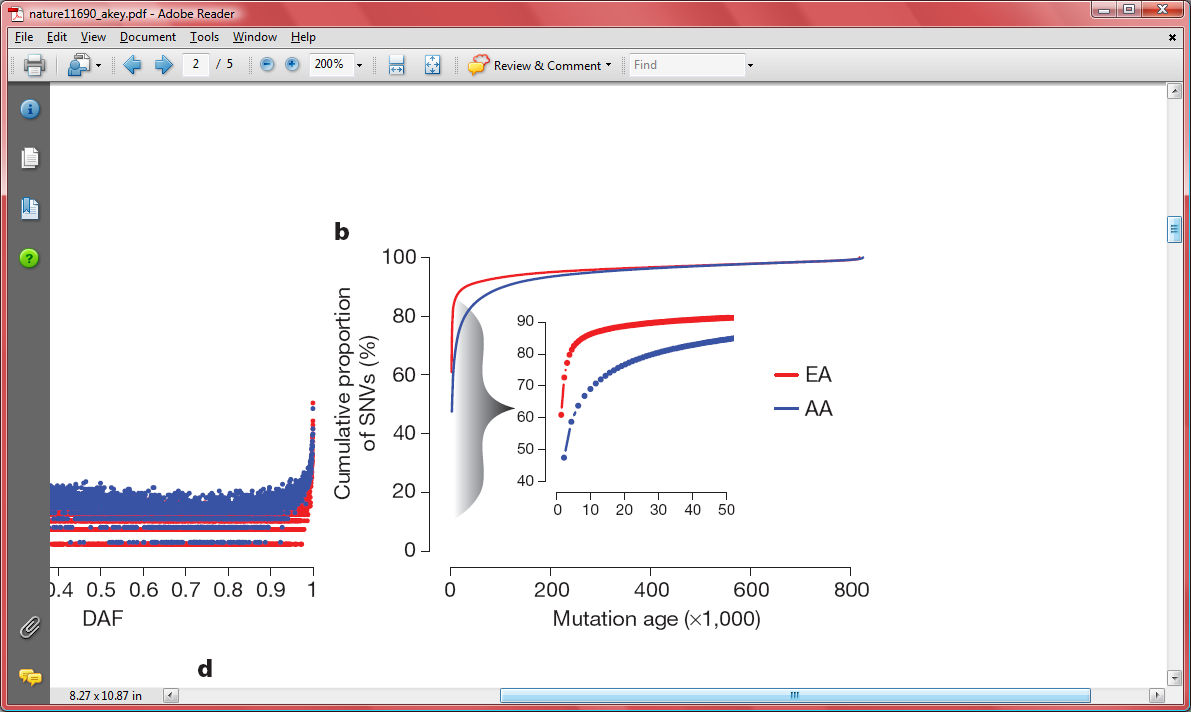 nature11690_akey.pdf - Adobe Reader
File Edit View Document Tools Window Help
2 / 5 200% Review & Comment Find
b
100
80
60
40
20
0
Cumulative proportion
of SNVs (%)
90
80
70
60
50
40
0 10 20 30 40 50
EA
AA
0 200 400 600 800
Mutation age (×1,000)
0.4 0.5 0.6 0.7 0.8 0.9 1
DAF
d
8.27 x 10.87 in